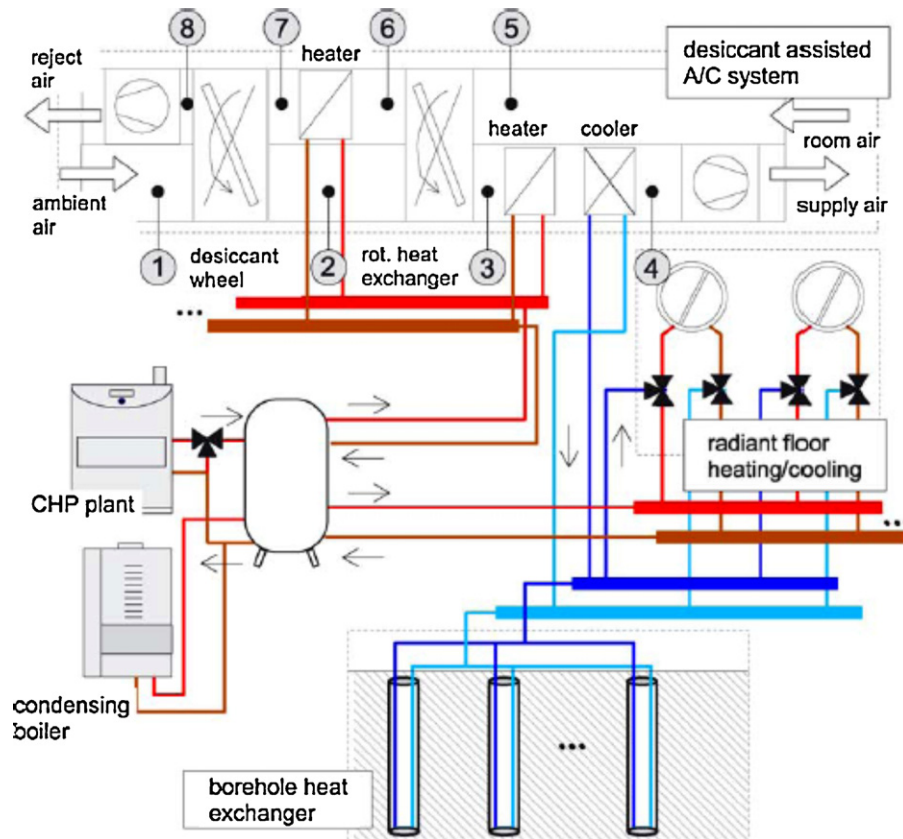 8
7
heater
6
5
desiccant assisted
A/C system
reject
air
heater
cooler
room air
ambient
air
supply air
1
desiccant
wheel
2
rot. heat
exchanger
3
4
...
radiant floor
heating/cooling
CHP plant
..
condensing
boiler
...
borehole heat
exchanger